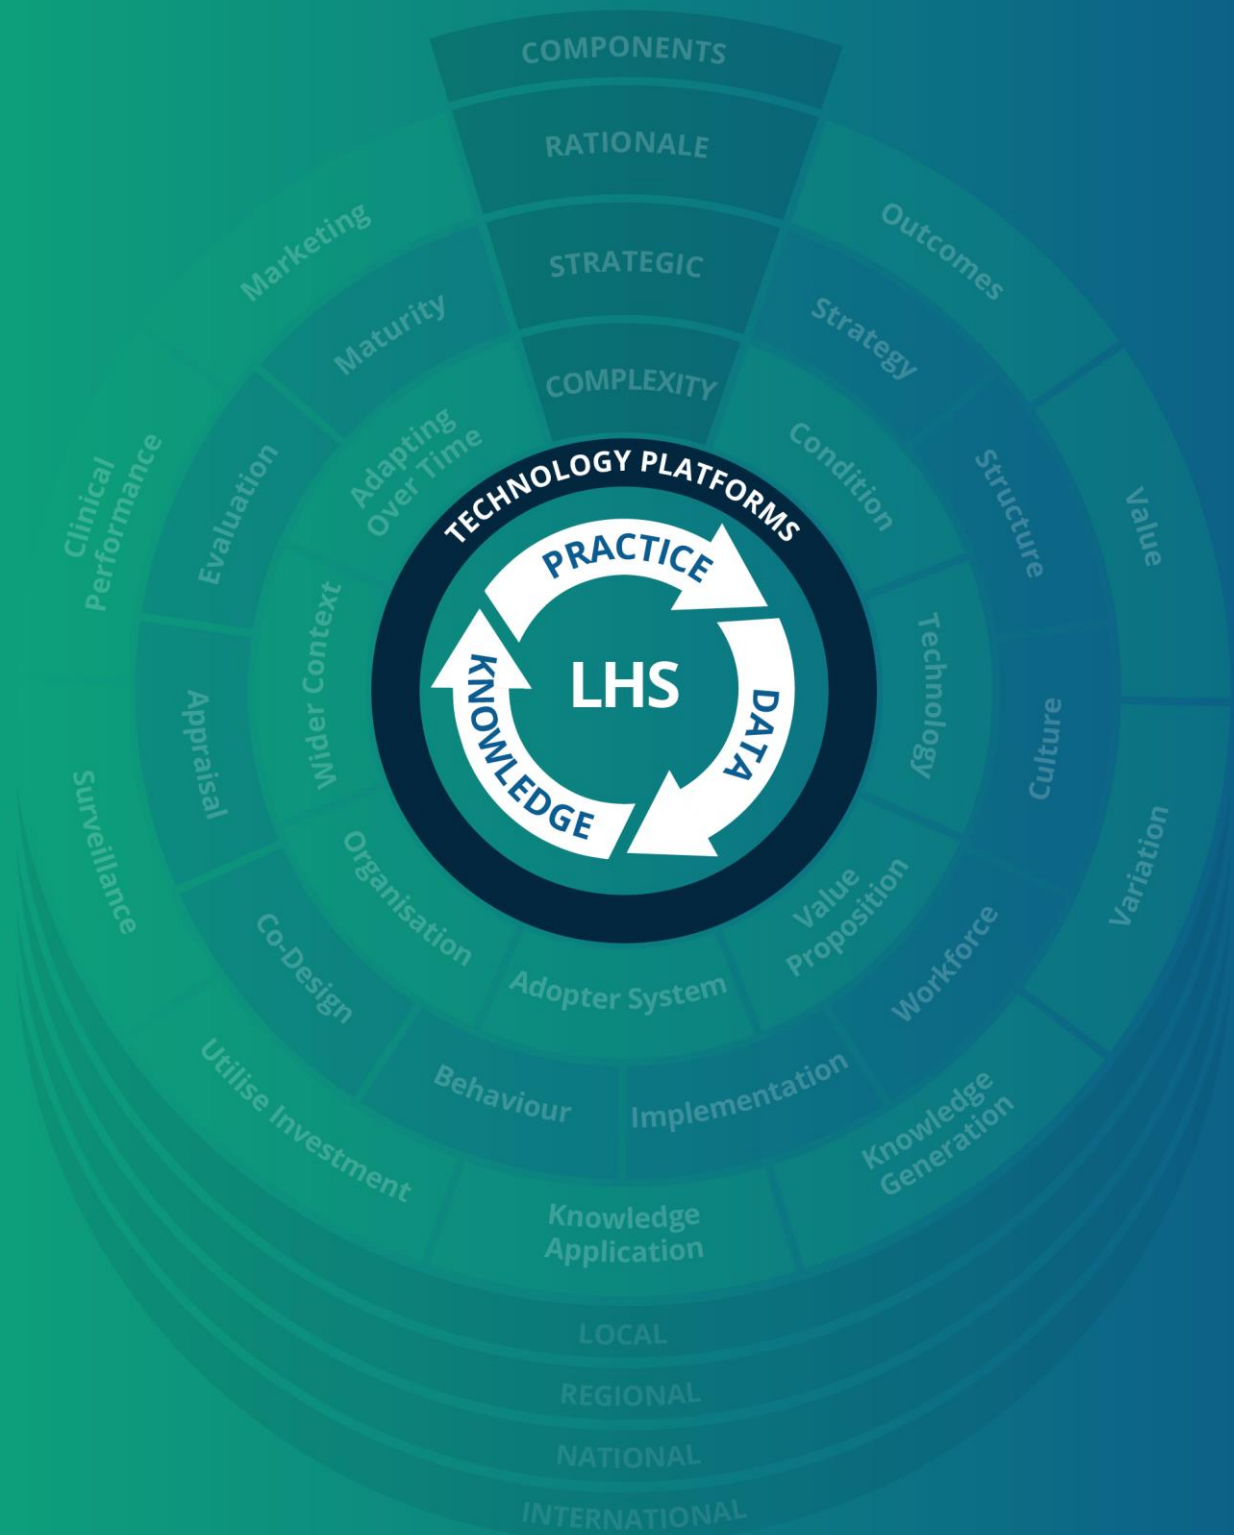 COMPONENTS
RATIONALE
STRATEGIC
COMPLEXITY
TECHNOLOGY PLATFORMS
PRACTICE
DATA
KNOWLEDGE
LHS
Condition
Technology
Value
Proposition
Adopter System
Organisation
Wider Context
Adapting
Over Time
Strategy
Structure
Culture
Workforce
Implementation
Behaviour
Co-Design
Appraisal
Evaluation
Maturity
Outcomes
Value
Variation
Knowledge
Generation
Knowledge
Application
Utilise Investment
Surveillance
Clinical
Performance
Marketing
LOCAL
REGIONAL
NATIONAL
INTERNATIONAL